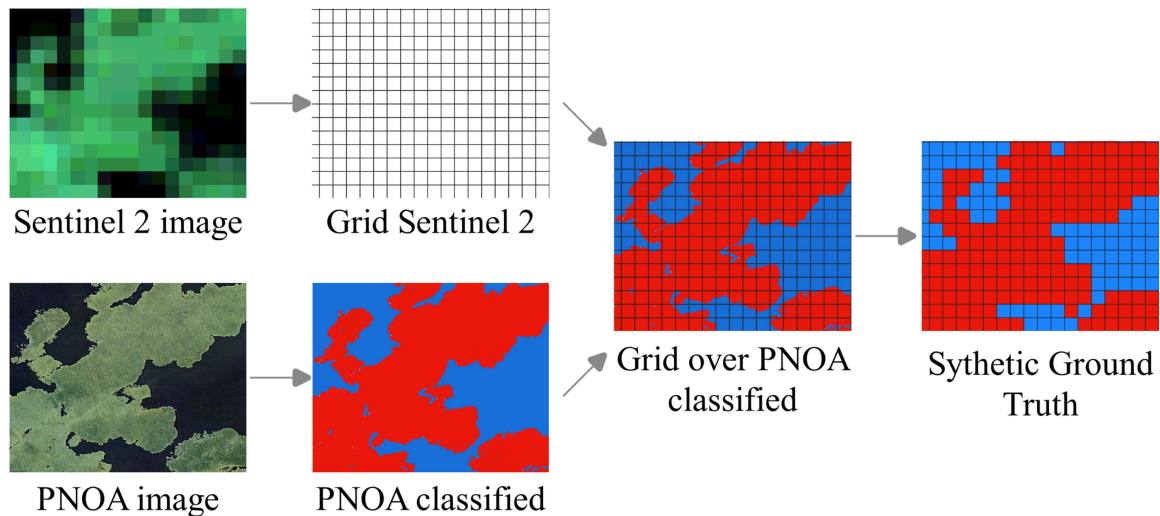 Sentinel 2 image
Grid Sentinel 2
PNOA image
PNOA classified
Grid over PNOA
classified
Sythetic Ground
Truth